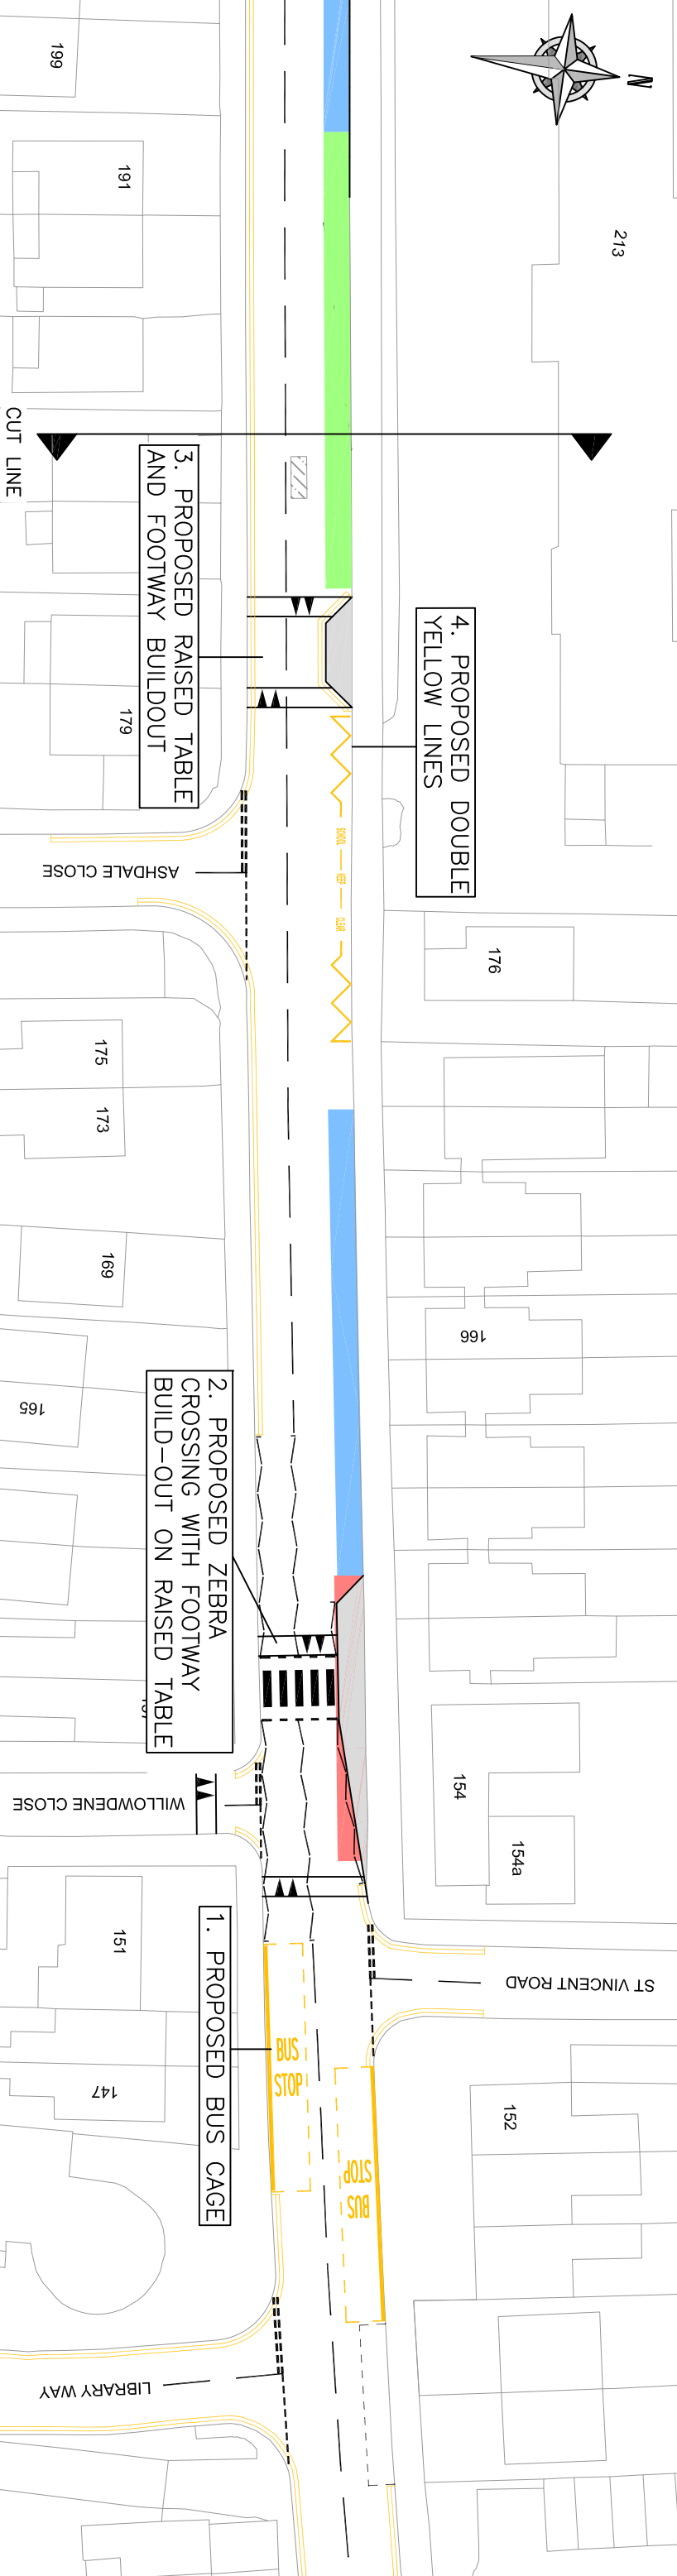 N
199
191
213
CUT LINE
3. PROPOSED RAISED TABLE
AND FOOTWAY BUILDOUT
4. PROPOSED DOUBLE
YELLOW LINES
179
ASHDALE CLOSE
SCHOOL KEEP CLEAR
176
175
173
169
166
165
2. PROPOSED ZEBRA
CROSSING WITH FOOTWAY
BUILD-OUT ON RAISED TABLE
WILLOWDENE CLOSE
154
154a
151
ST VINCENT ROAD
1. PROPOSED BUS CAGE
BUS
STOP
BUS
STOP
147
152
LIBRARY WAY